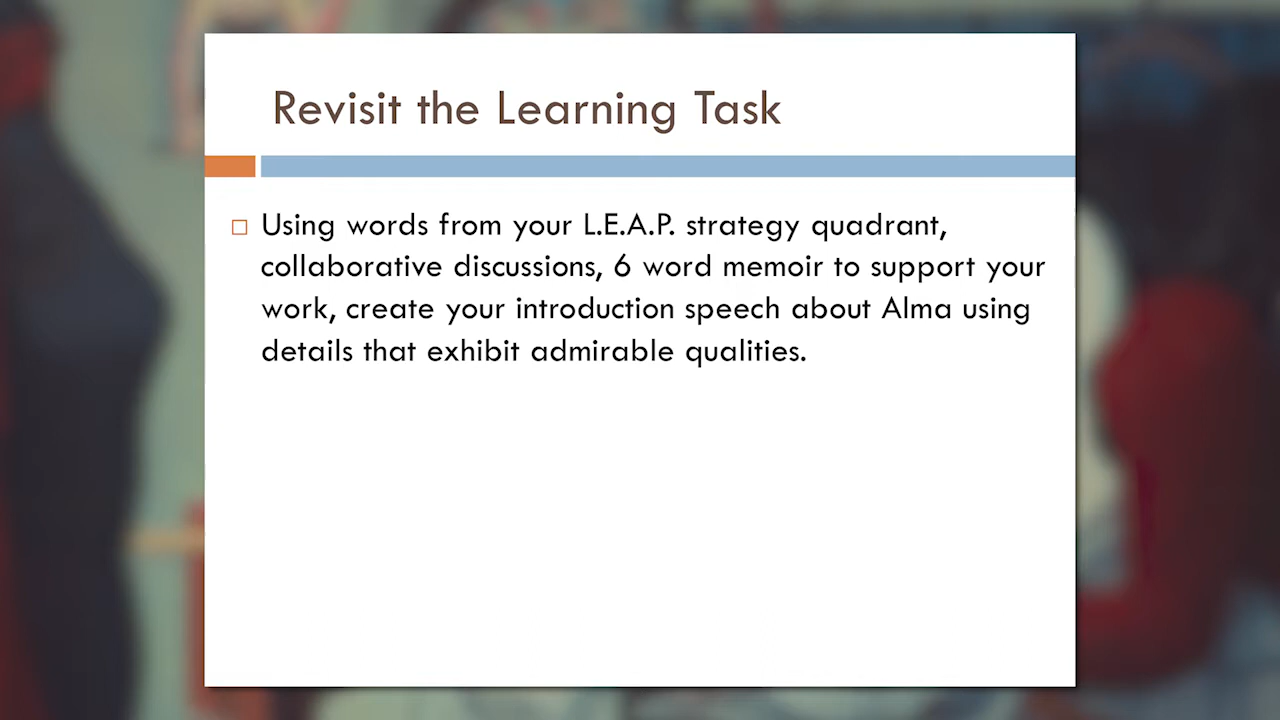 Revisit the Learning Task
Using words from your L.E.A.P. strategy quadrant,
collaborative discussions, 6 word memoir to support your
work, create your introduction speech about Alma using
details that exhibit admirable qualities.